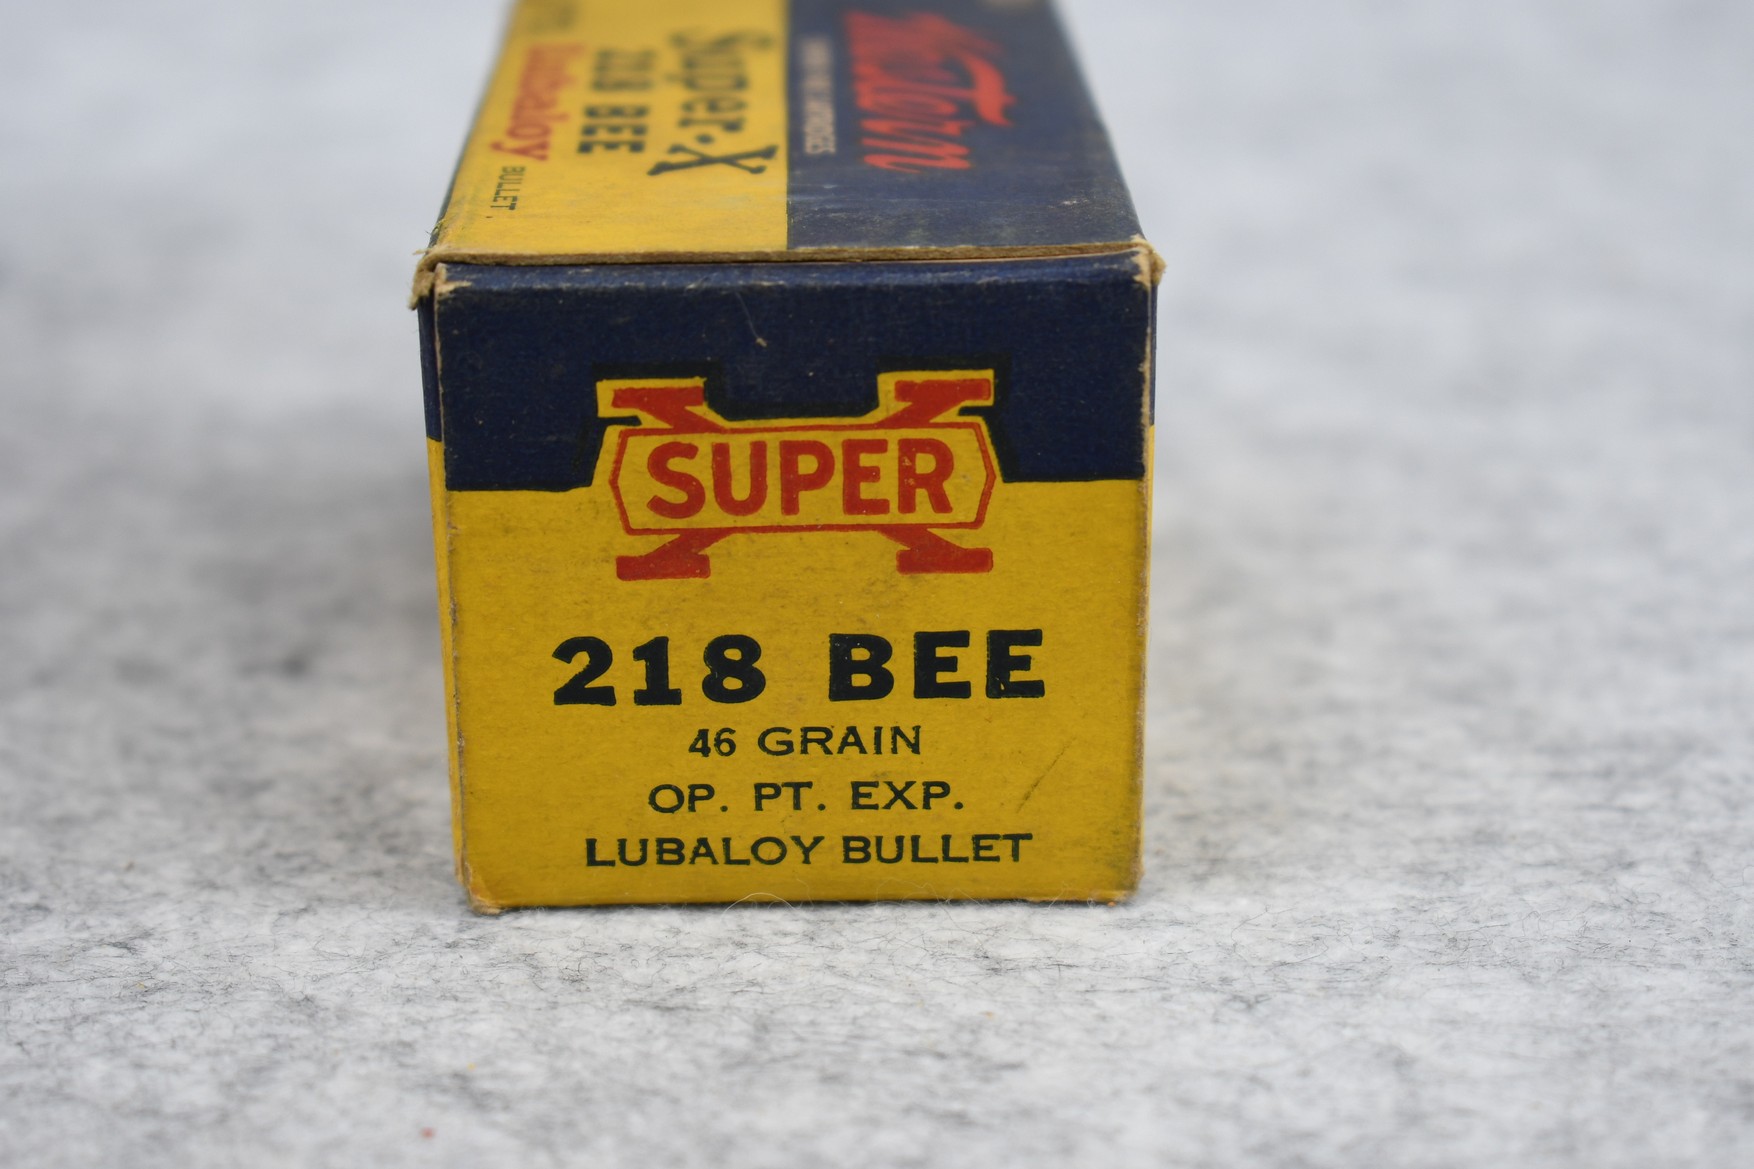 Western
Super-X
218 BEE
Lubaloy BULLET.
SUPER
218 BEE
46 GRAIN
OP. PT. EXP.
LUBALOY BULLET